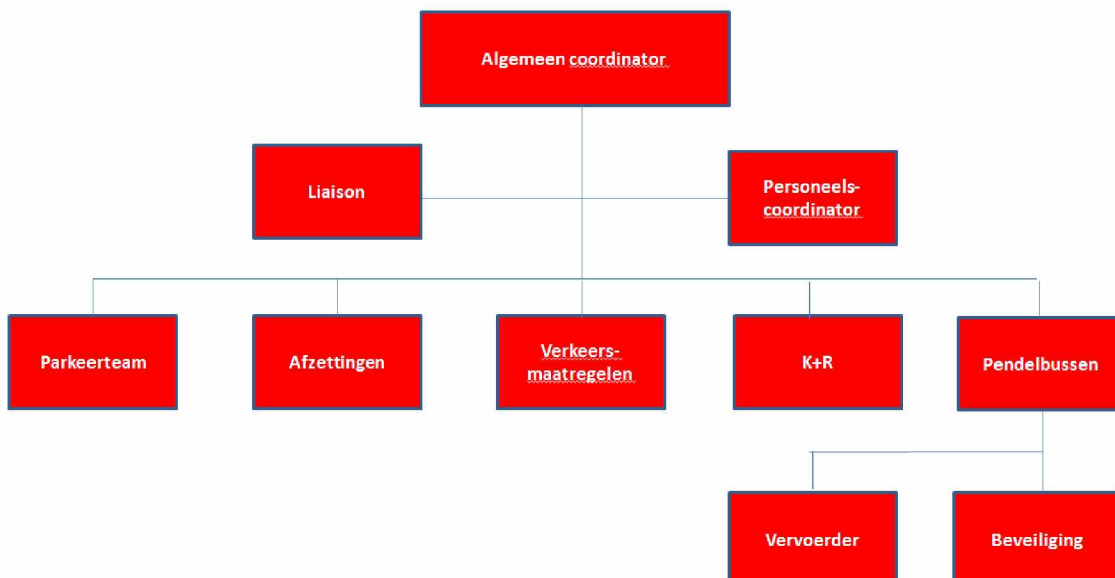 Algemeen coordinator
Liaison
Personeels-
coordinator
Parkeerteam
Afzettingen
Verkeers-
maatregelen
K+R
Pendelbussen
Vervoerder
Beveiliging